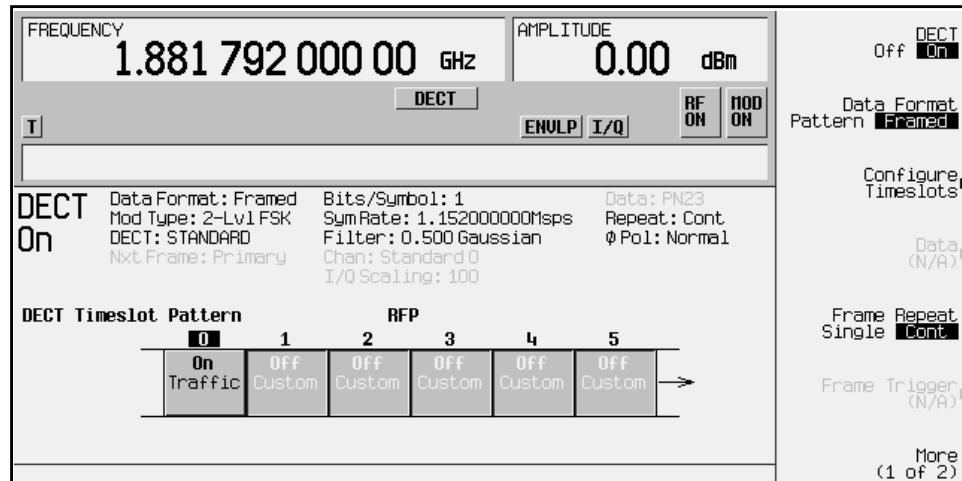 FREQUENCY
1.881 792 000 00 GHz
AMPLITUDE
0.00 dBm
DECT
T
ENVLP I/Q
RF ON
MOD ON
DECT On
Data Format: Framed
Mod Type: 2-Lvl FSK
DECT: STANDARD
Nxt Frame: Primary
Bits/Symbol: 1
Sym Rate: 1.152000000Msps
Filter: 0.500 Gaussian
Chan: Standard 0
I/Q Scaling: 100
Data: PN23
Repeat: Cont
ϕ Pol: Normal
DECT Timeslot Pattern RFP
0 1 2 3 4 5
On Off Off Off Off Off
Traffic Custom Custom Custom Custom Custom
DECT
Off On
Data Format
Pattern Framed
Configure
Timeslots
Data
(N/A)
Frame Repeat
Single Cont
Frame Trigger
(N/A)
More
(1 of 2)